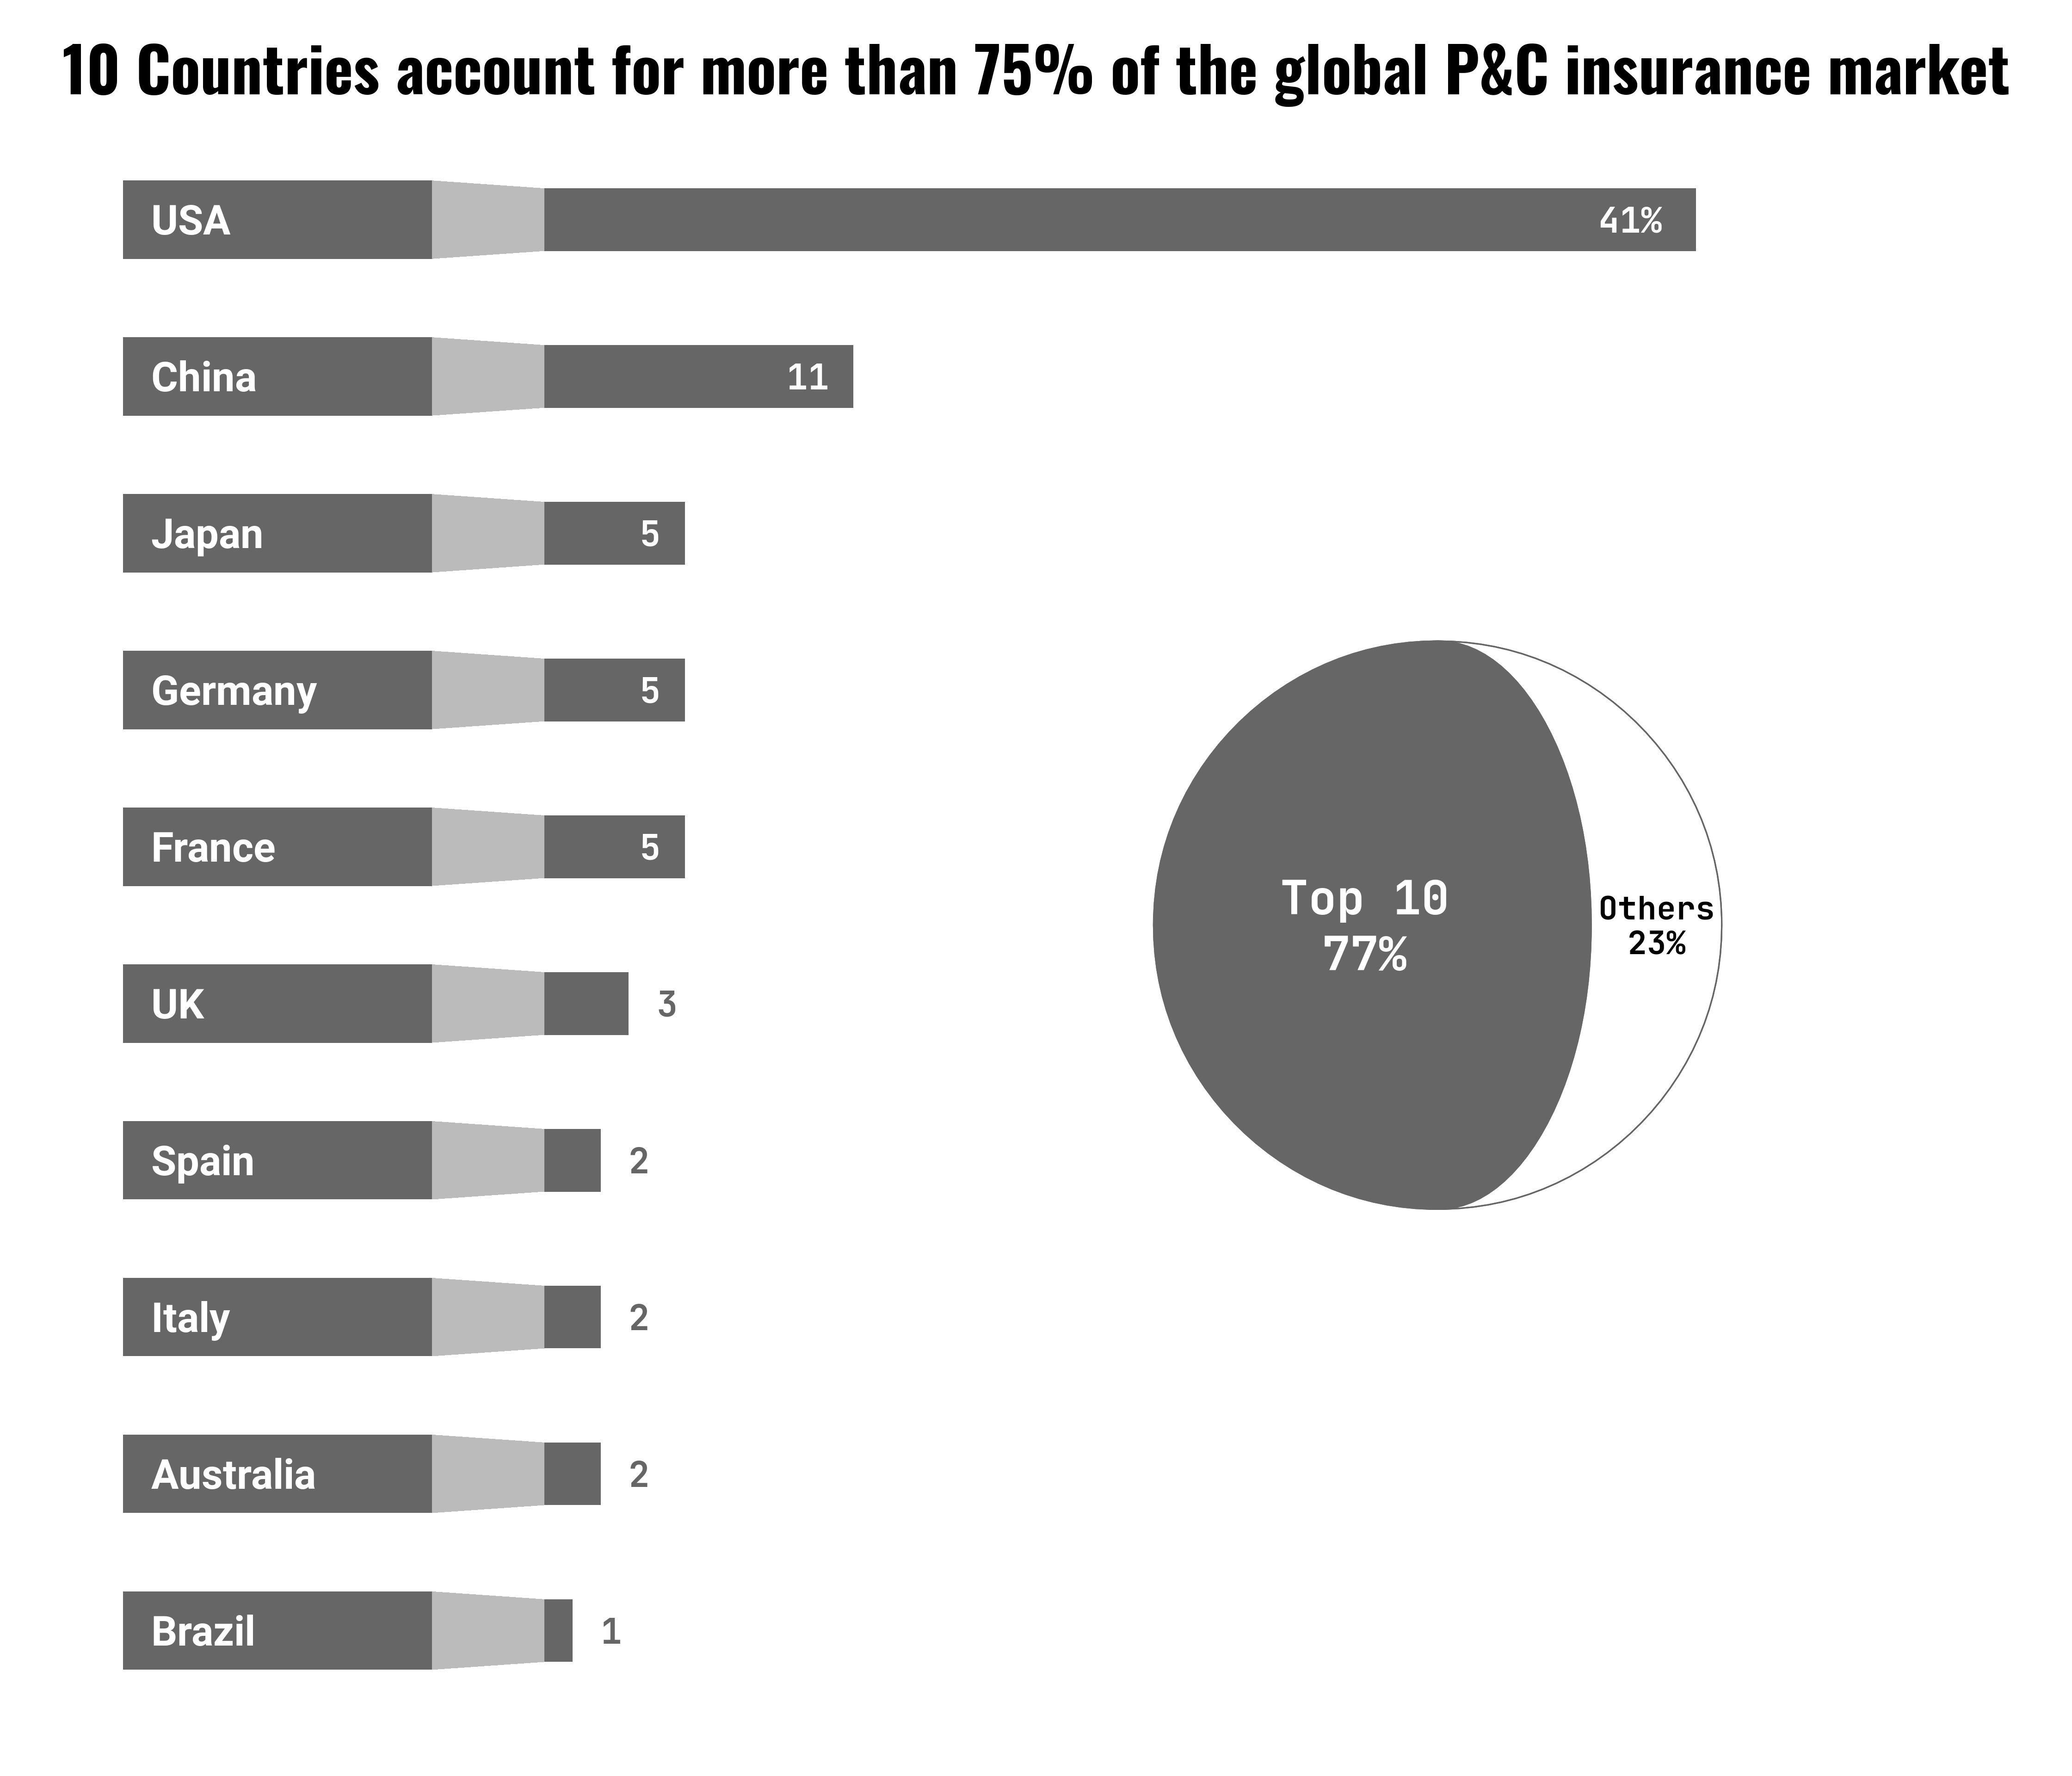 10 Countries account for more than 75% of the global P&C insurance market
USA 41%
China 11
Japan 5
Germany 5
France 5
UK 3
Spain 2
Italy 2
Australia 2
Brazil 1
Top 10
77%
Others
23%